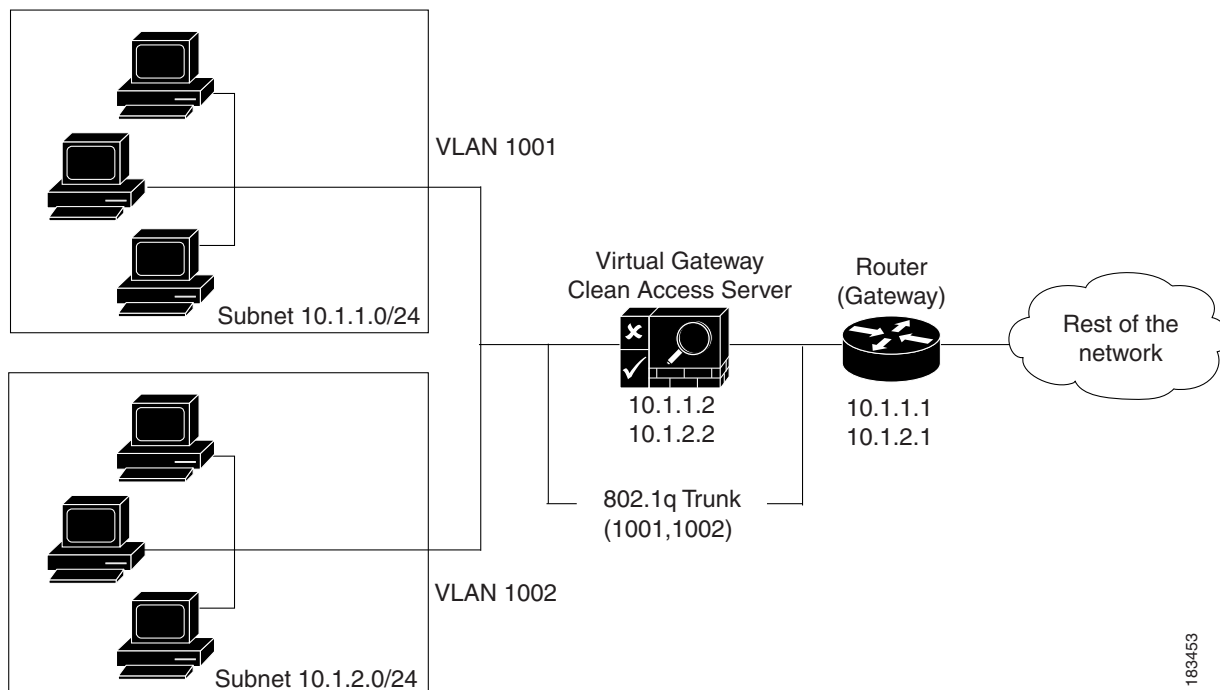 VLAN 1001
Subnet 10.1.1.0/24
Virtual Gateway
Clean Access Server
10.1.1.2
10.1.2.2
Router
(Gateway)
10.1.1.1
10.1.2.1
Rest of the
network
802.1q Trunk
(1001,1002)
VLAN 1002
Subnet 10.1.2.0/24
183453